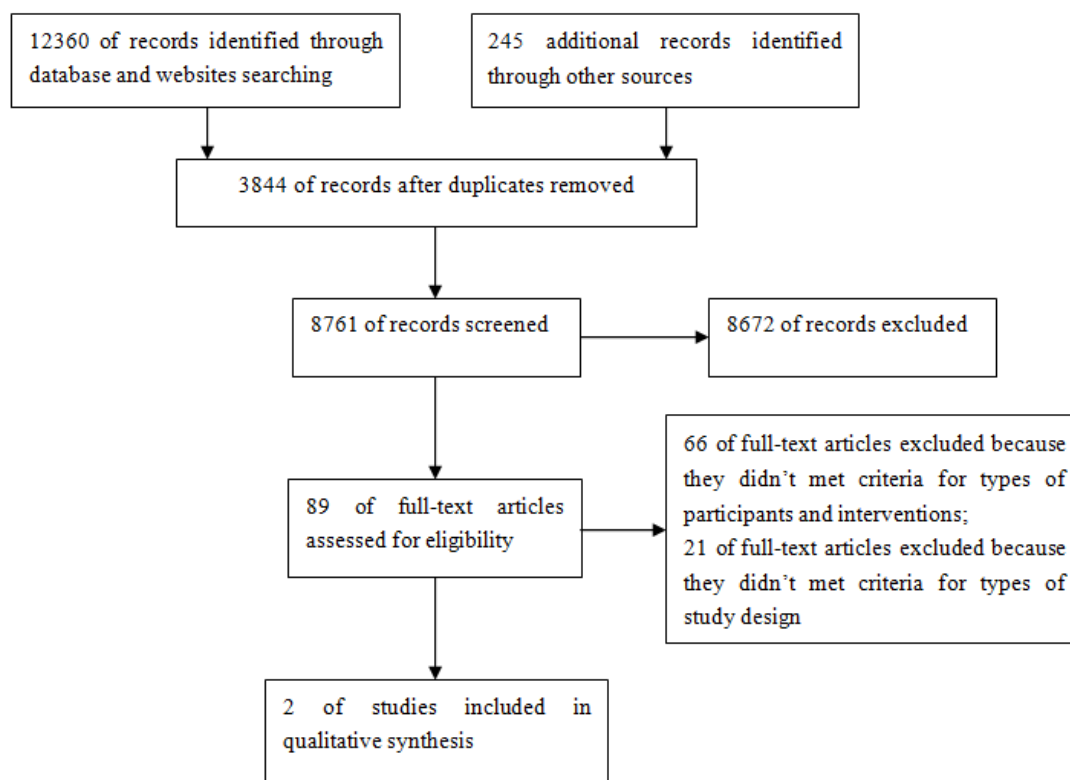 12360 of records identified through
database and websites searching
245 additional records identified
through other sources
3844 of records after duplicates removed
8761 of records screened
8672 of records excluded
66 of full-text articles excluded because
they didn’t met criteria for types of
participants and interventions;
21 of full-text articles excluded because
they didn’t met criteria for types of
study design
89 of full-text articles
assessed for eligibility
2 of studies included in
qualitative synthesis